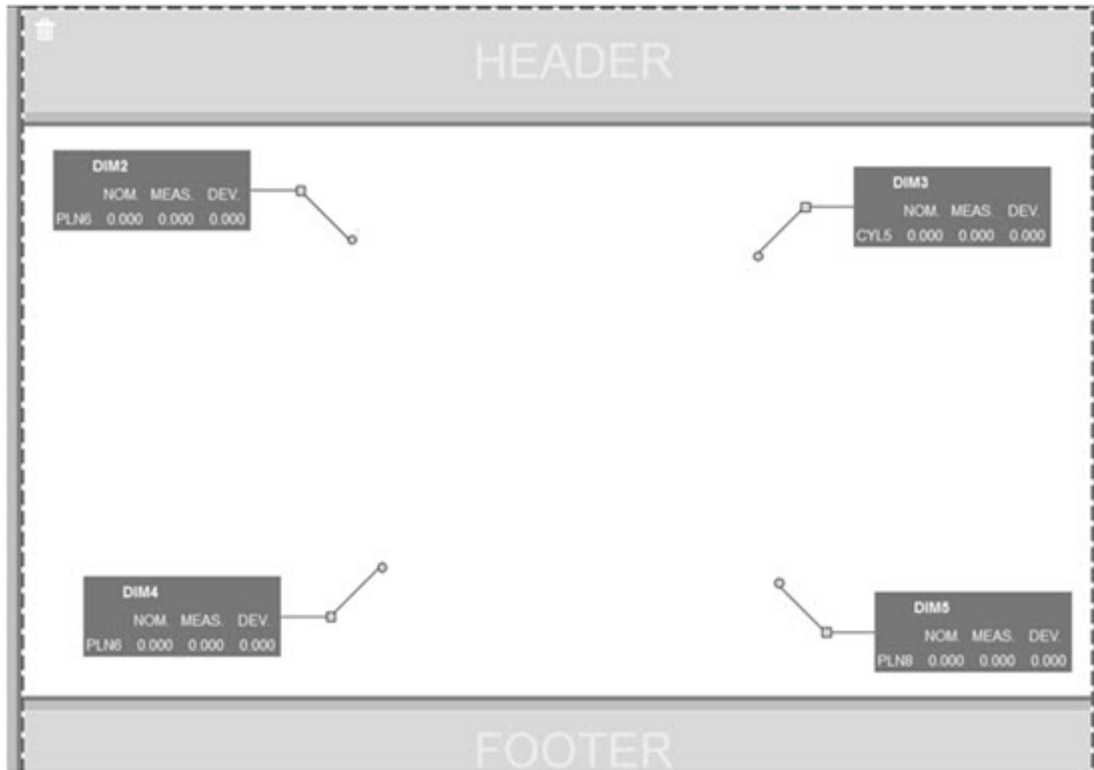 HEADER
DIM2
NOM. MEAS. DEV.
PLN6 0.000 0.000 0.000
DIM3
NOM. MEAS. DEV.
CYL5 0.000 0.000 0.000
DIM4
NOM. MEAS. DEV.
PLN6 0.000 0.000 0.000
DIM5
NOM. MEAS. DEV.
PLN8 0.000 0.000 0.000
FOOTER